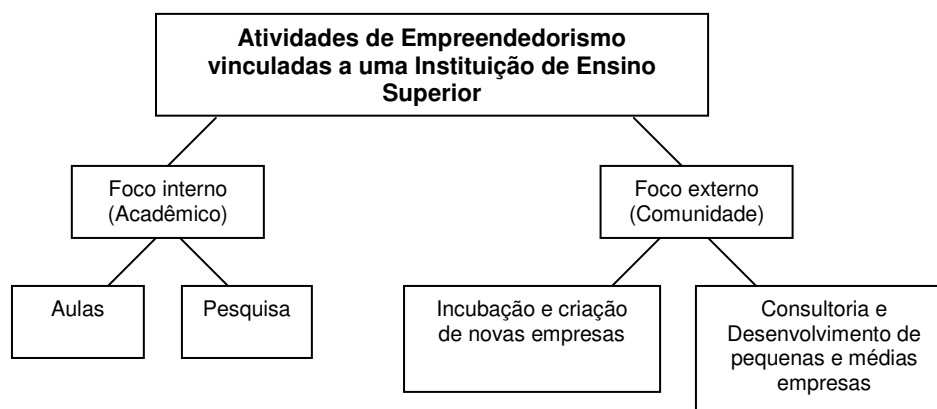 Atividades de Empreendedorismo
vinculadas a uma Instituição de Ensino
Superior
Foco interno
(Acadêmico)
Foco externo
(Comunidade)
Aulas
Pesquisa
Incubação e criação
de novas empresas
Consultoria e
Desenvolvimento de
pequenas e médias
empresas